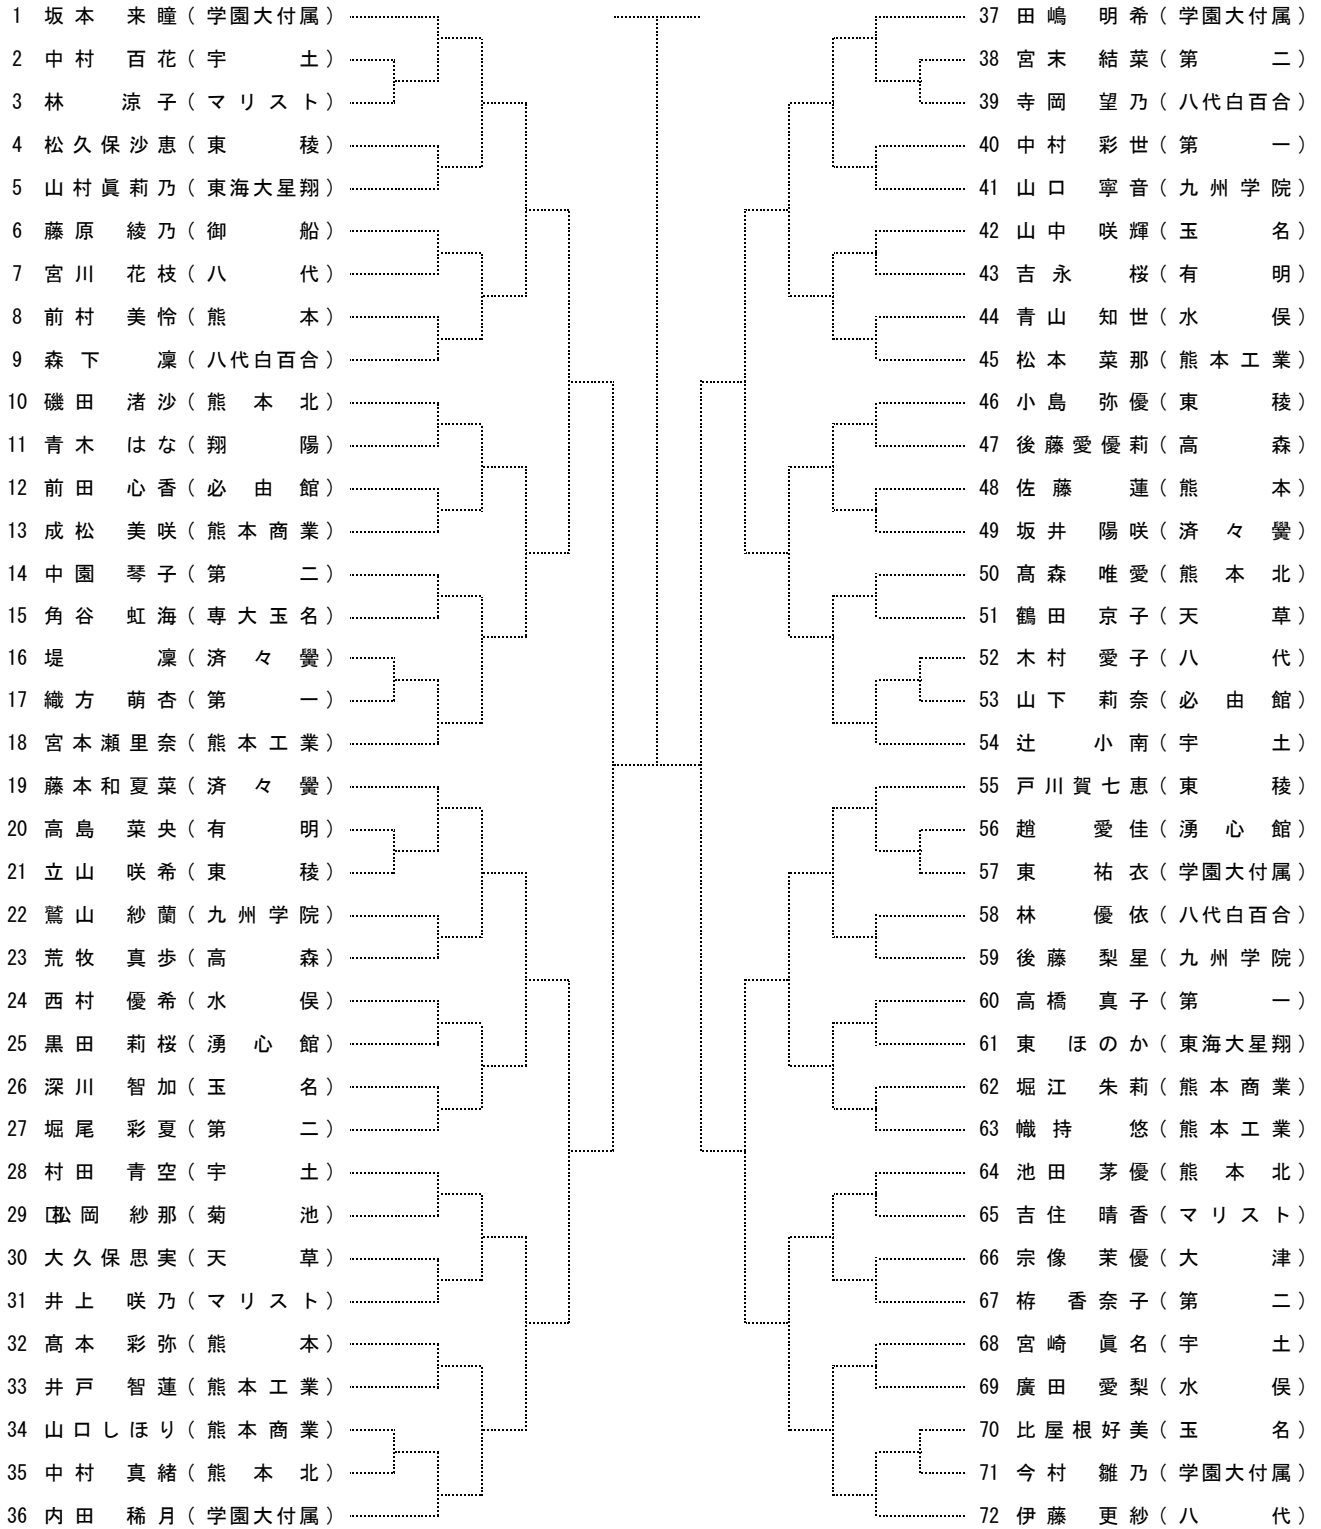 1 坂本 来瞳 (学園大付属)
2 中村 百花 (宇土)
3 林 涼子 (マリスト)
4 松久保沙恵 (東稜)
5 山村眞莉乃 (東海大星翔)
6 藤原 綾乃 (御船)
7 宮川 花枝 (八代)
8 前村 美怜 (熊本)
9 森下 凜 (八代白百合)
10 磯田 渚沙 (熊本北)
11 青木 はな (翔陽)
12 前田 心香 (必由館)
13 成松 美咲 (熊本商業)
14 中園 琴子 (第二)
15 角谷 虹海 (専大玉名)
16 堤 凜 (済々黌)
17 織方 萌杏 (第一)
18 宮本瀬里奈 (熊本工業)
19 藤本和夏菜 (済々黌)
20 高島 菜央 (有明)
21 立山 咲希 (東稜)
22 鷲山 紗蘭 (九州学院)
23 荒牧 真歩 (高森)
24 西村 優希 (水俣)
25 黒田 莉桜 (湧心館)
26 深川 智加 (玉名)
27 堀尾 彩夏 (第二)
28 村田 青空 (宇土)
29 松岡 紗那 (菊池)
30 大久保思実 (天草)
31 井上 咲乃 (マリスト)
32 髙本 彩弥 (熊本)
33 井戸 智蓮 (熊本工業)
34 山口しほり (熊本商業)
35 中村 真緒 (熊本北)
36 内田 稀月 (学園大付属)
37 田嶋 明希 (学園大付属)
38 宮末 結菜 (第二)
39 寺岡 望乃 (八代白百合)
40 中村 彩世 (第一)
41 山口 寧音 (九州学院)
42 山中 咲輝 (玉名)
43 吉永 桜 (有明)
44 青山 知世 (水俣)
45 松本 菜那 (熊本工業)
46 小島 弥優 (東稜)
47 後藤愛優莉 (高森)
48 佐藤 蓮 (熊本)
49 坂井 陽咲 (済々黌)
50 髙森 唯愛 (熊本北)
51 鶴田 京子 (天草)
52 木村 愛子 (八代)
53 山下 莉奈 (必由館)
54 辻 小南 (宇土)
55 戸川賀七恵 (東稜)
56 趙 愛佳 (湧心館)
57 東 祐衣 (学園大付属)
58 林 優依 (八代白百合)
59 後藤 梨星 (九州学院)
60 高橋 真子 (第一)
61 東 ほのか (東海大星翔)
62 堀江 朱莉 (熊本商業)
63 幟持 悠 (熊本工業)
64 池田 茅優 (熊本北)
65 吉住 晴香 (マリスト)
66 宗像 茉優 (大津)
67 栫 香奈子 (第二)
68 宮崎 眞名 (宇土)
69 廣田 愛梨 (水俣)
70 比屋根好美 (玉名)
71 今村 雛乃 (学園大付属)
72 伊藤 更紗 (八代)